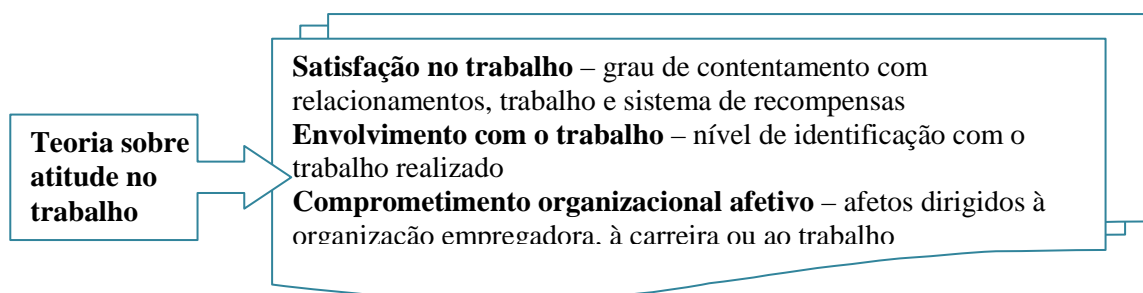 Teoria sobre
atitude no
trabalho
Satisfação no trabalho – grau de contentamento com
relacionamentos, trabalho e sistema de recompensas
Envolvimento com o trabalho – nível de identificação com o
trabalho realizado
Comprometimento organizacional afetivo – afetos dirigidos à
organização empregadora, à carreira ou ao trabalho